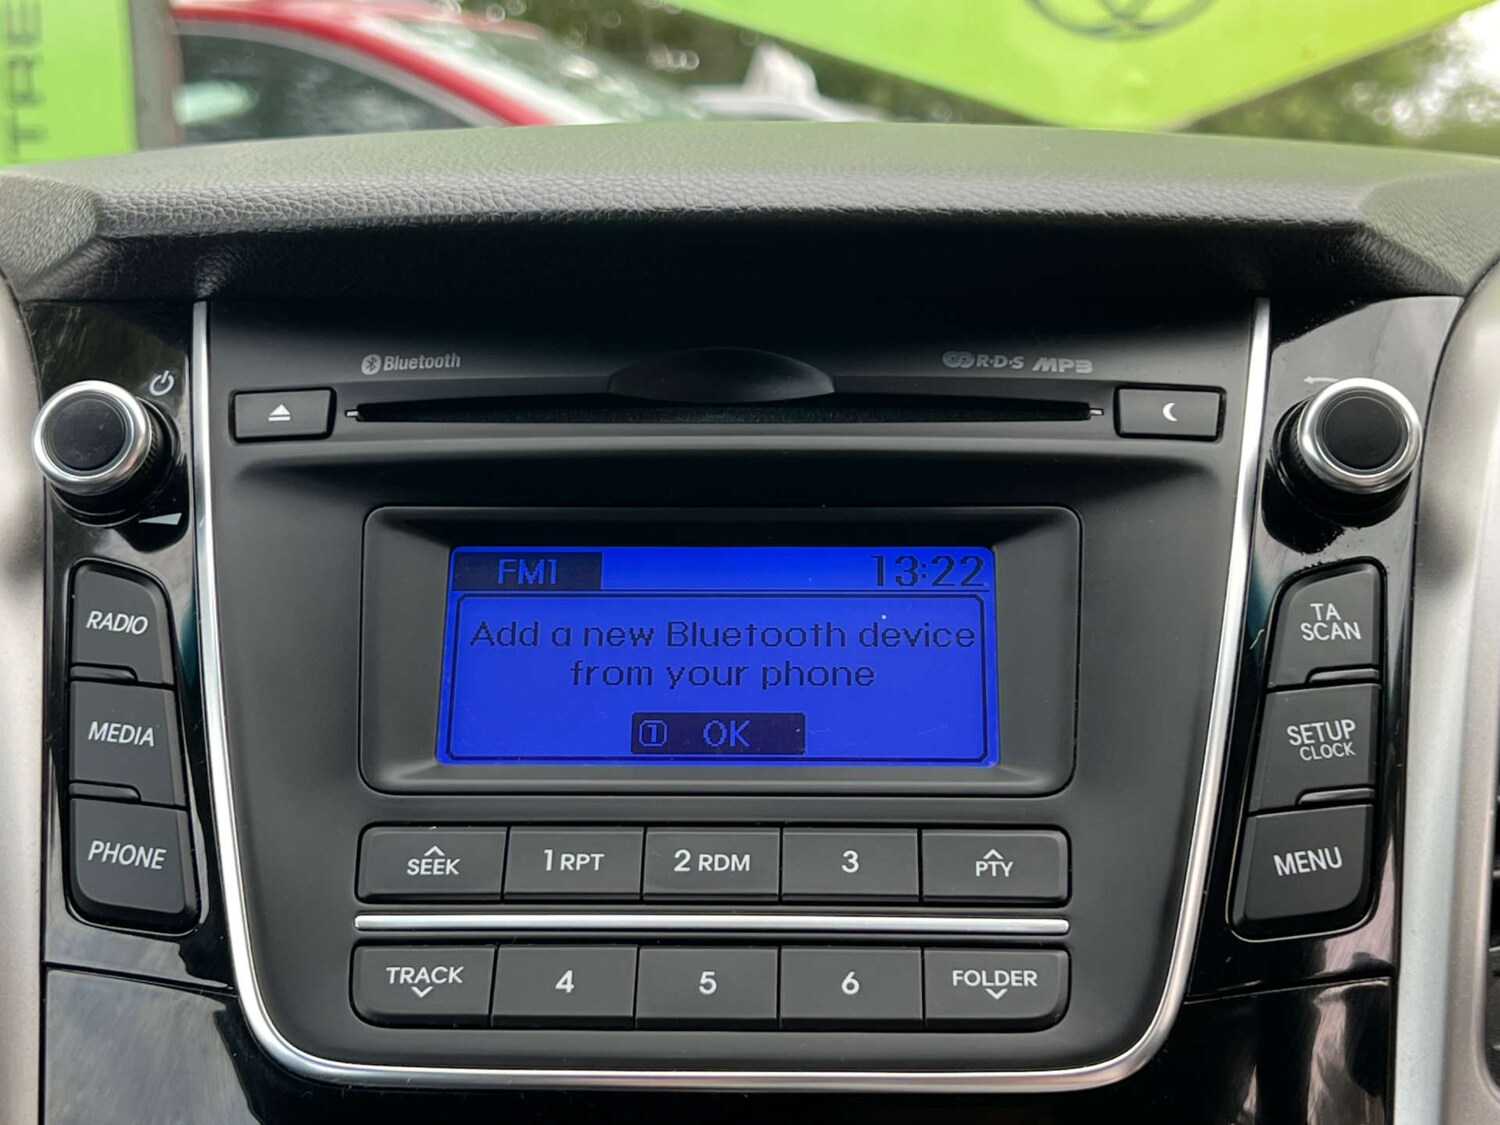 TRE
Bluetooth
R·D·S MP3
FM1 13:22
Add a new Bluetooth device
from your phone
1 OK
RADIO
MEDIA
PHONE
TA
SCAN
SETUP
CLOCK
MENU
SEEK 1 RPT 2 RDM 3 PTY
TRACK 4 5 6 FOLDER